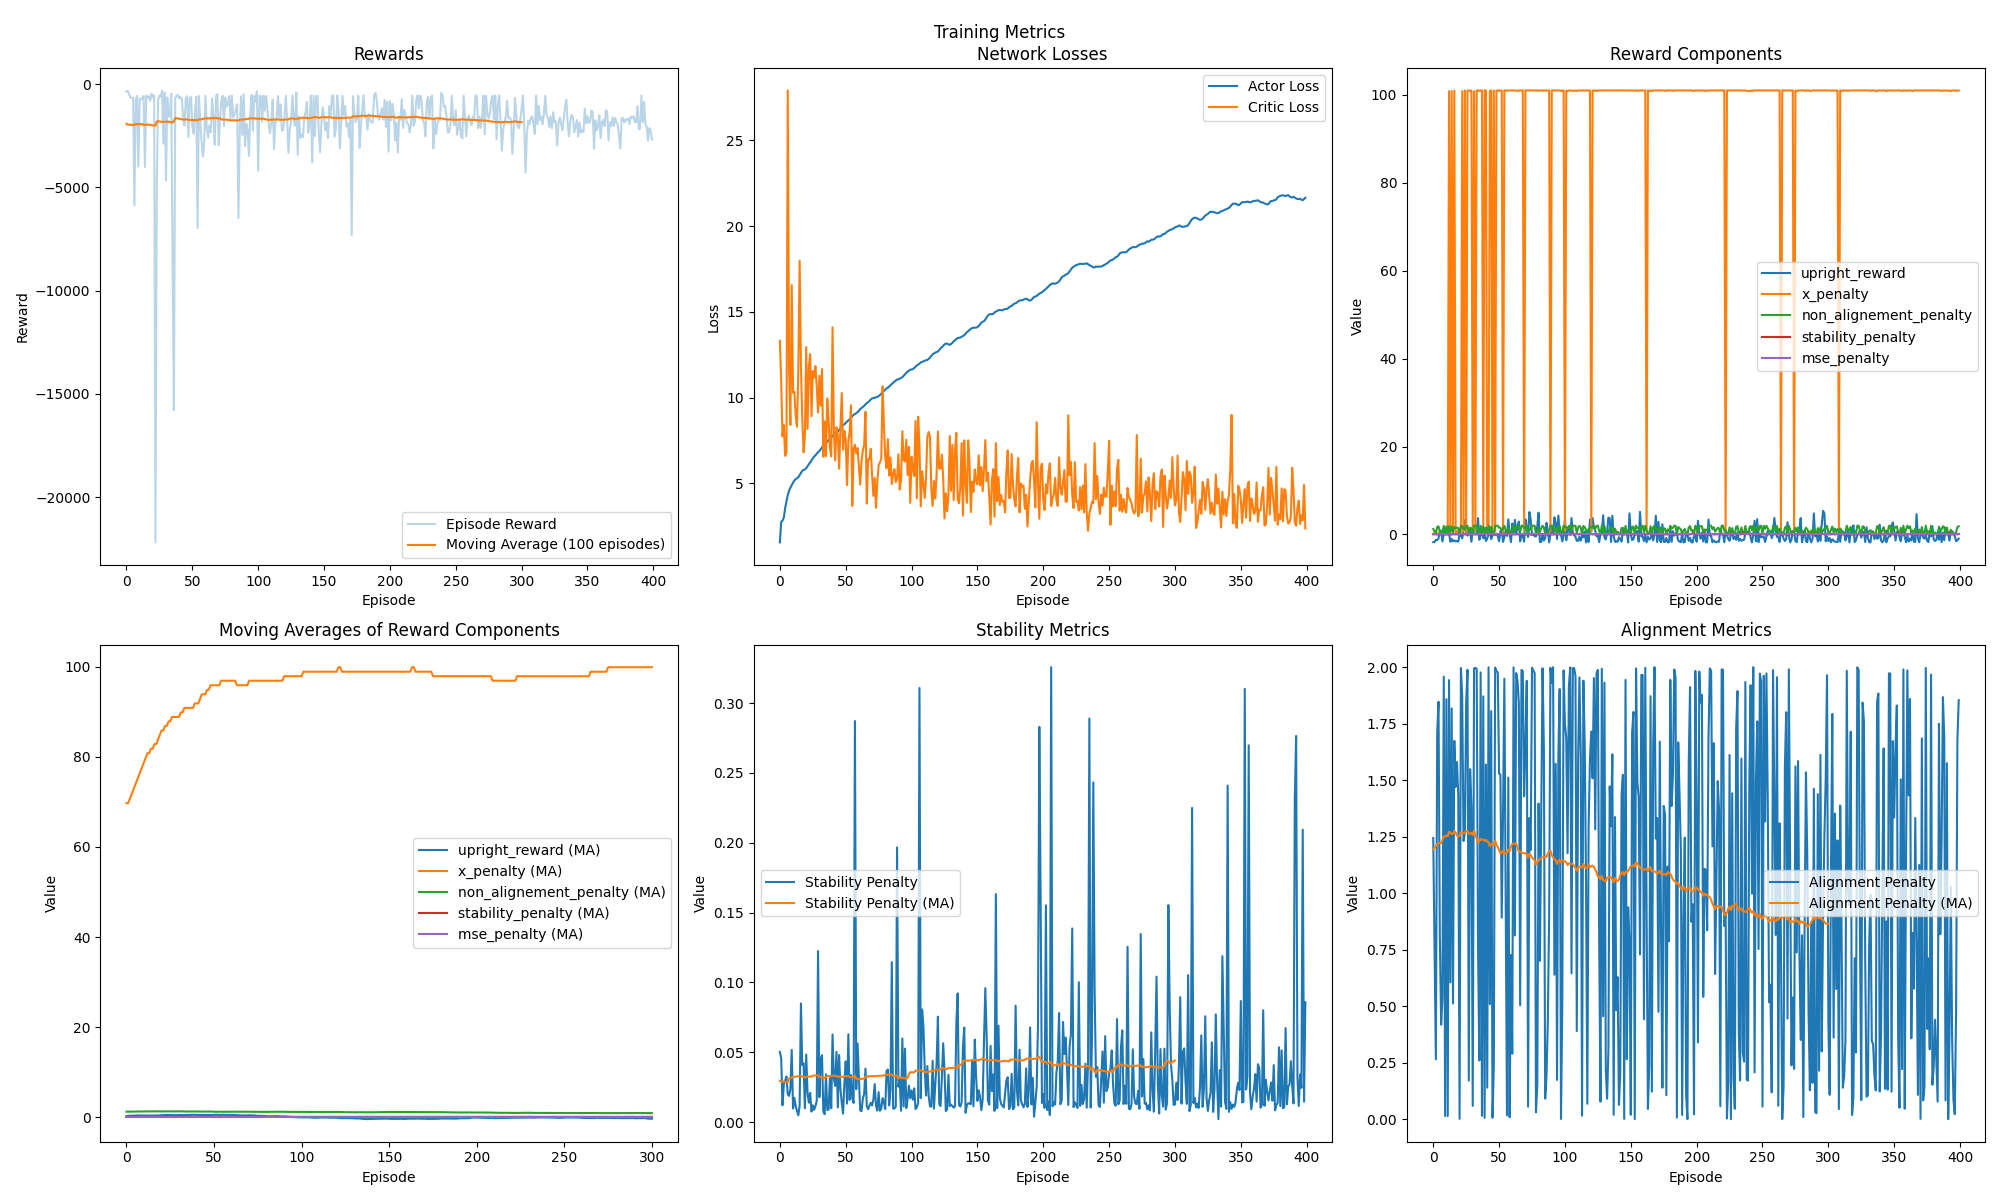 Training Metrics
Rewards
0
−5000
−10000
−15000
−20000
Reward
Episode Reward
Moving Average (100 episodes)
0 50 100 150 200 250 300 350 400
Episode
Network Losses
25
20
15
10
5
Loss
Actor Loss
Critic Loss
0 50 100 150 200 250 300 350 400
Episode
Reward Components
100
80
60
40
20
0
Value
upright_reward
x_penalty
non_alignement_penalty
stability_penalty
mse_penalty
0 50 100 150 200 250 300 350 400
Episode
Moving Averages of Reward Components
100
80
60
40
20
0
Value
upright_reward (MA)
x_penalty (MA)
non_alignement_penalty (MA)
stability_penalty (MA)
mse_penalty (MA)
0 50 100 150 200 250 300
Episode
Stability Metrics
0.30
0.25
0.20
0.15
0.10
0.05
0.00
Value
Stability Penalty
Stability Penalty (MA)
0 50 100 150 200 250 300 350 400
Episode
Alignment Metrics
2.00
1.75
1.50
1.25
1.00
0.75
0.50
0.25
0.00
Value
Alignment Penalty
Alignment Penalty (MA)
0 50 100 150 200 250 300 350 400
Episode